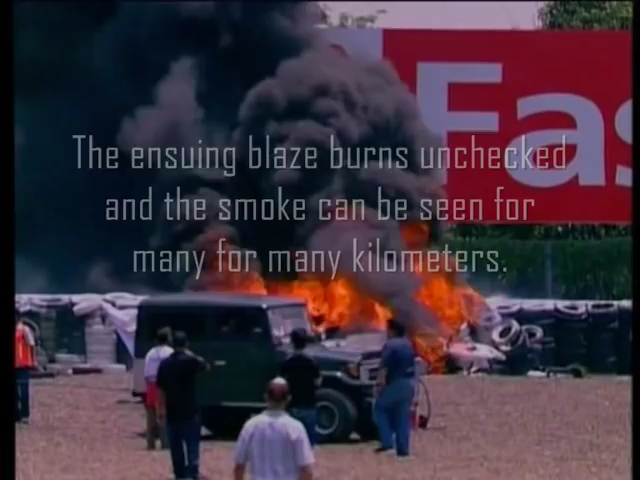 Fas
The ensuing blaze burns unchecked
and the smoke can be seen for
many for many kilometers.